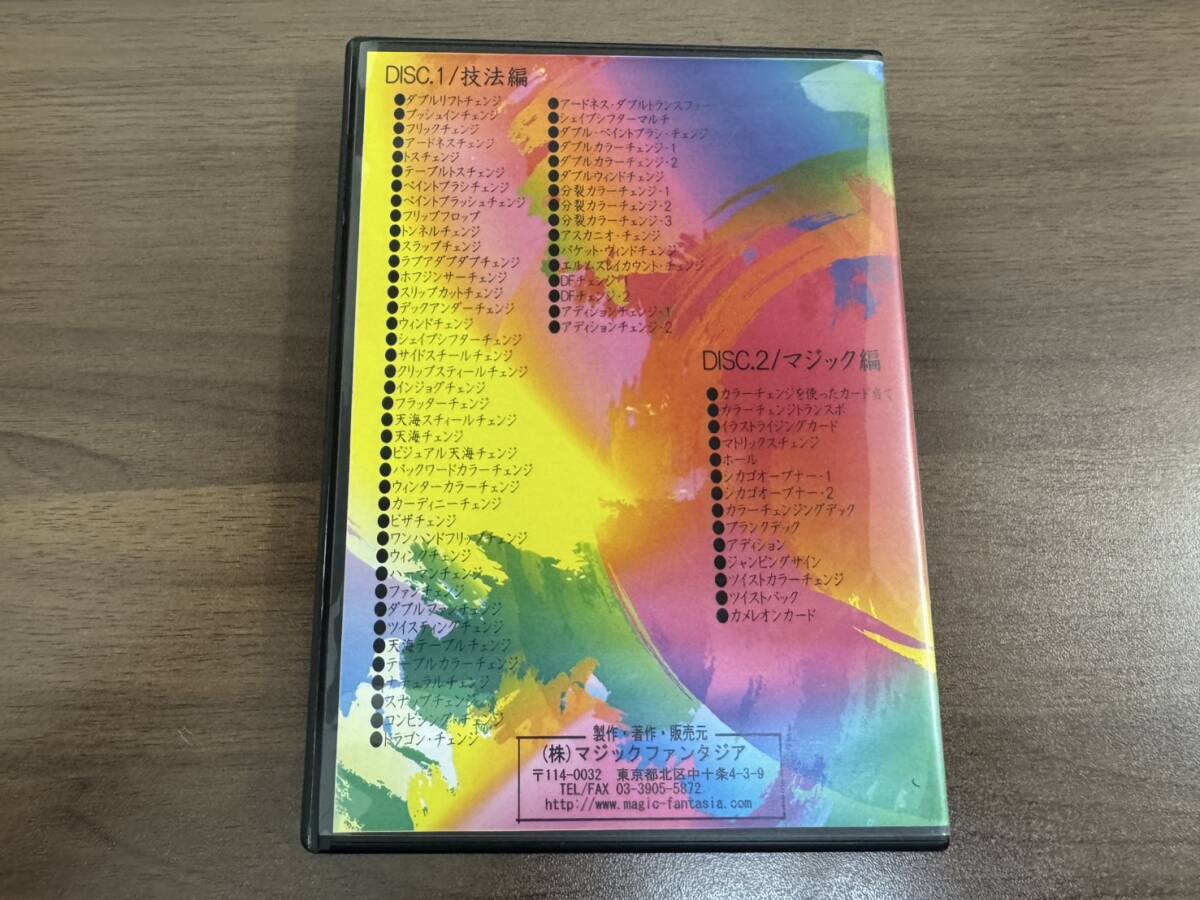 DISC.1/技法編
●ダブルリフトチェンジ
●プッシュインチェンジ
●フリックチェンジ
●アードネスチェンジ
●トスチェンジ
●テーブルトスチェンジ
●ペイントブラシチェンジ
●ペイントブラッシュチェンジ
●フリップフロップ
●トンネルチェンジ
●スラップチェンジ
●ラブアダブダブチェンジ
●ホフジンサーチェンジ
●スリップカットチェンジ
●デックアンダーチェンジ
●ウィンドチェンジ
●シェイプシフターチェンジ
●サイドスチールチェンジ
●クリップスティールチェンジ
●インジョグチェンジ
●フラッターチェンジ
●天海スティールチェンジ
●天海チェンジ
●ビジュアル天海チェンジ
●バックワードカラーチェンジ
●ウィンターカラーチェンジ
●カーディニーチェンジ
●ピザチェンジ
●ワンハンドフリップチェンジ
●ウィンクチェンジ
●ハーマンチェンジ
●ファンチェンジ
●ダブルファンチェンジ
●ツイスティングチェンジ
●天海テーブルチェンジ
●テーブルカラーチェンジ
●ナチュラルチェンジ
●スナップチェンジ
●コンビンシング・チェンジ
●ドラゴン・チェンジ
●アードネス・ダブルトランスフォー
●シェイプシフターマルチ
●ダブル・ペイントブラシ・チェンジ
●ダブルカラーチェンジ・1
●ダブルカラーチェンジ・2
●ダブルウィンドチェンジ
●分裂カラーチェンジ・1
●分裂カラーチェンジ・2
●分裂カラーチェンジ・3
●アスカニオ・チェンジ
●パケット・ウィンドチェンジ
●エルムズレイカウント・チェンジ
●DFチェンジ・1
●DFチェンジ・2
●アディションチェンジ・1
●アディションチェンジ・2
DISC.2/マジック編
●カラーチェンジを使ったカード当て
●カラーチェンジトランスポ
●イラストライジングカード
●マトリックスチェンジ
●ホール
●シカゴオープナー・1
●シカゴオープナー・2
●カラーチェンジングデック
●ブランクデック
●アディション
●ジャンピングサイン
●ツイストカラーチェンジ
●ツイストバック
●カメレオンカード
製作・著作・販売元
(株)マジックファンタジア
〒114-0032 東京都北区中十条4-3-9
TEL/FAX 03-3905-5872
http://www.magic-fantasia.com